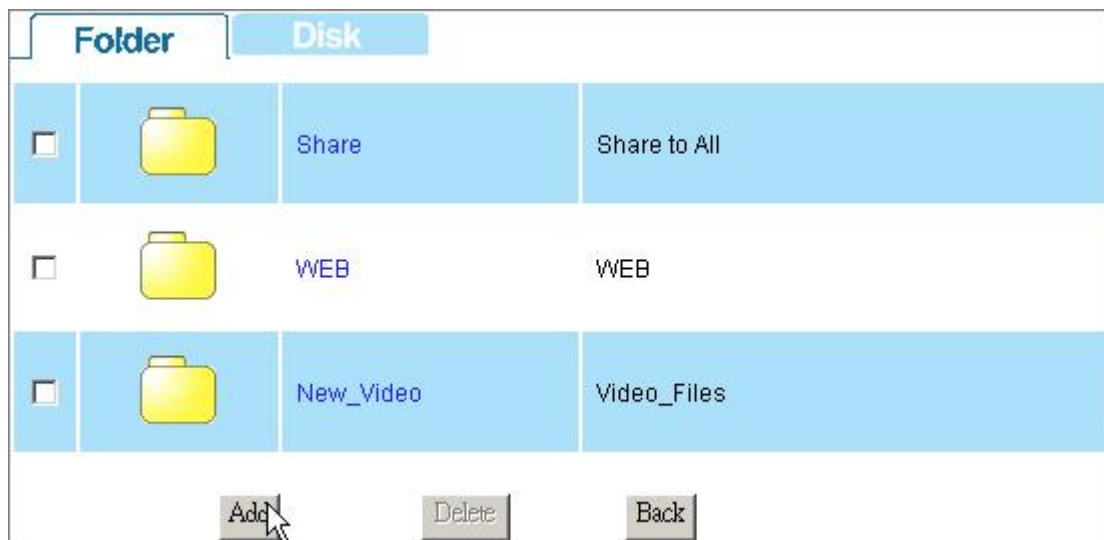 Folder Disk
Share Share to All
WEB WEB
New_Video Video_Files
Add Delete Back